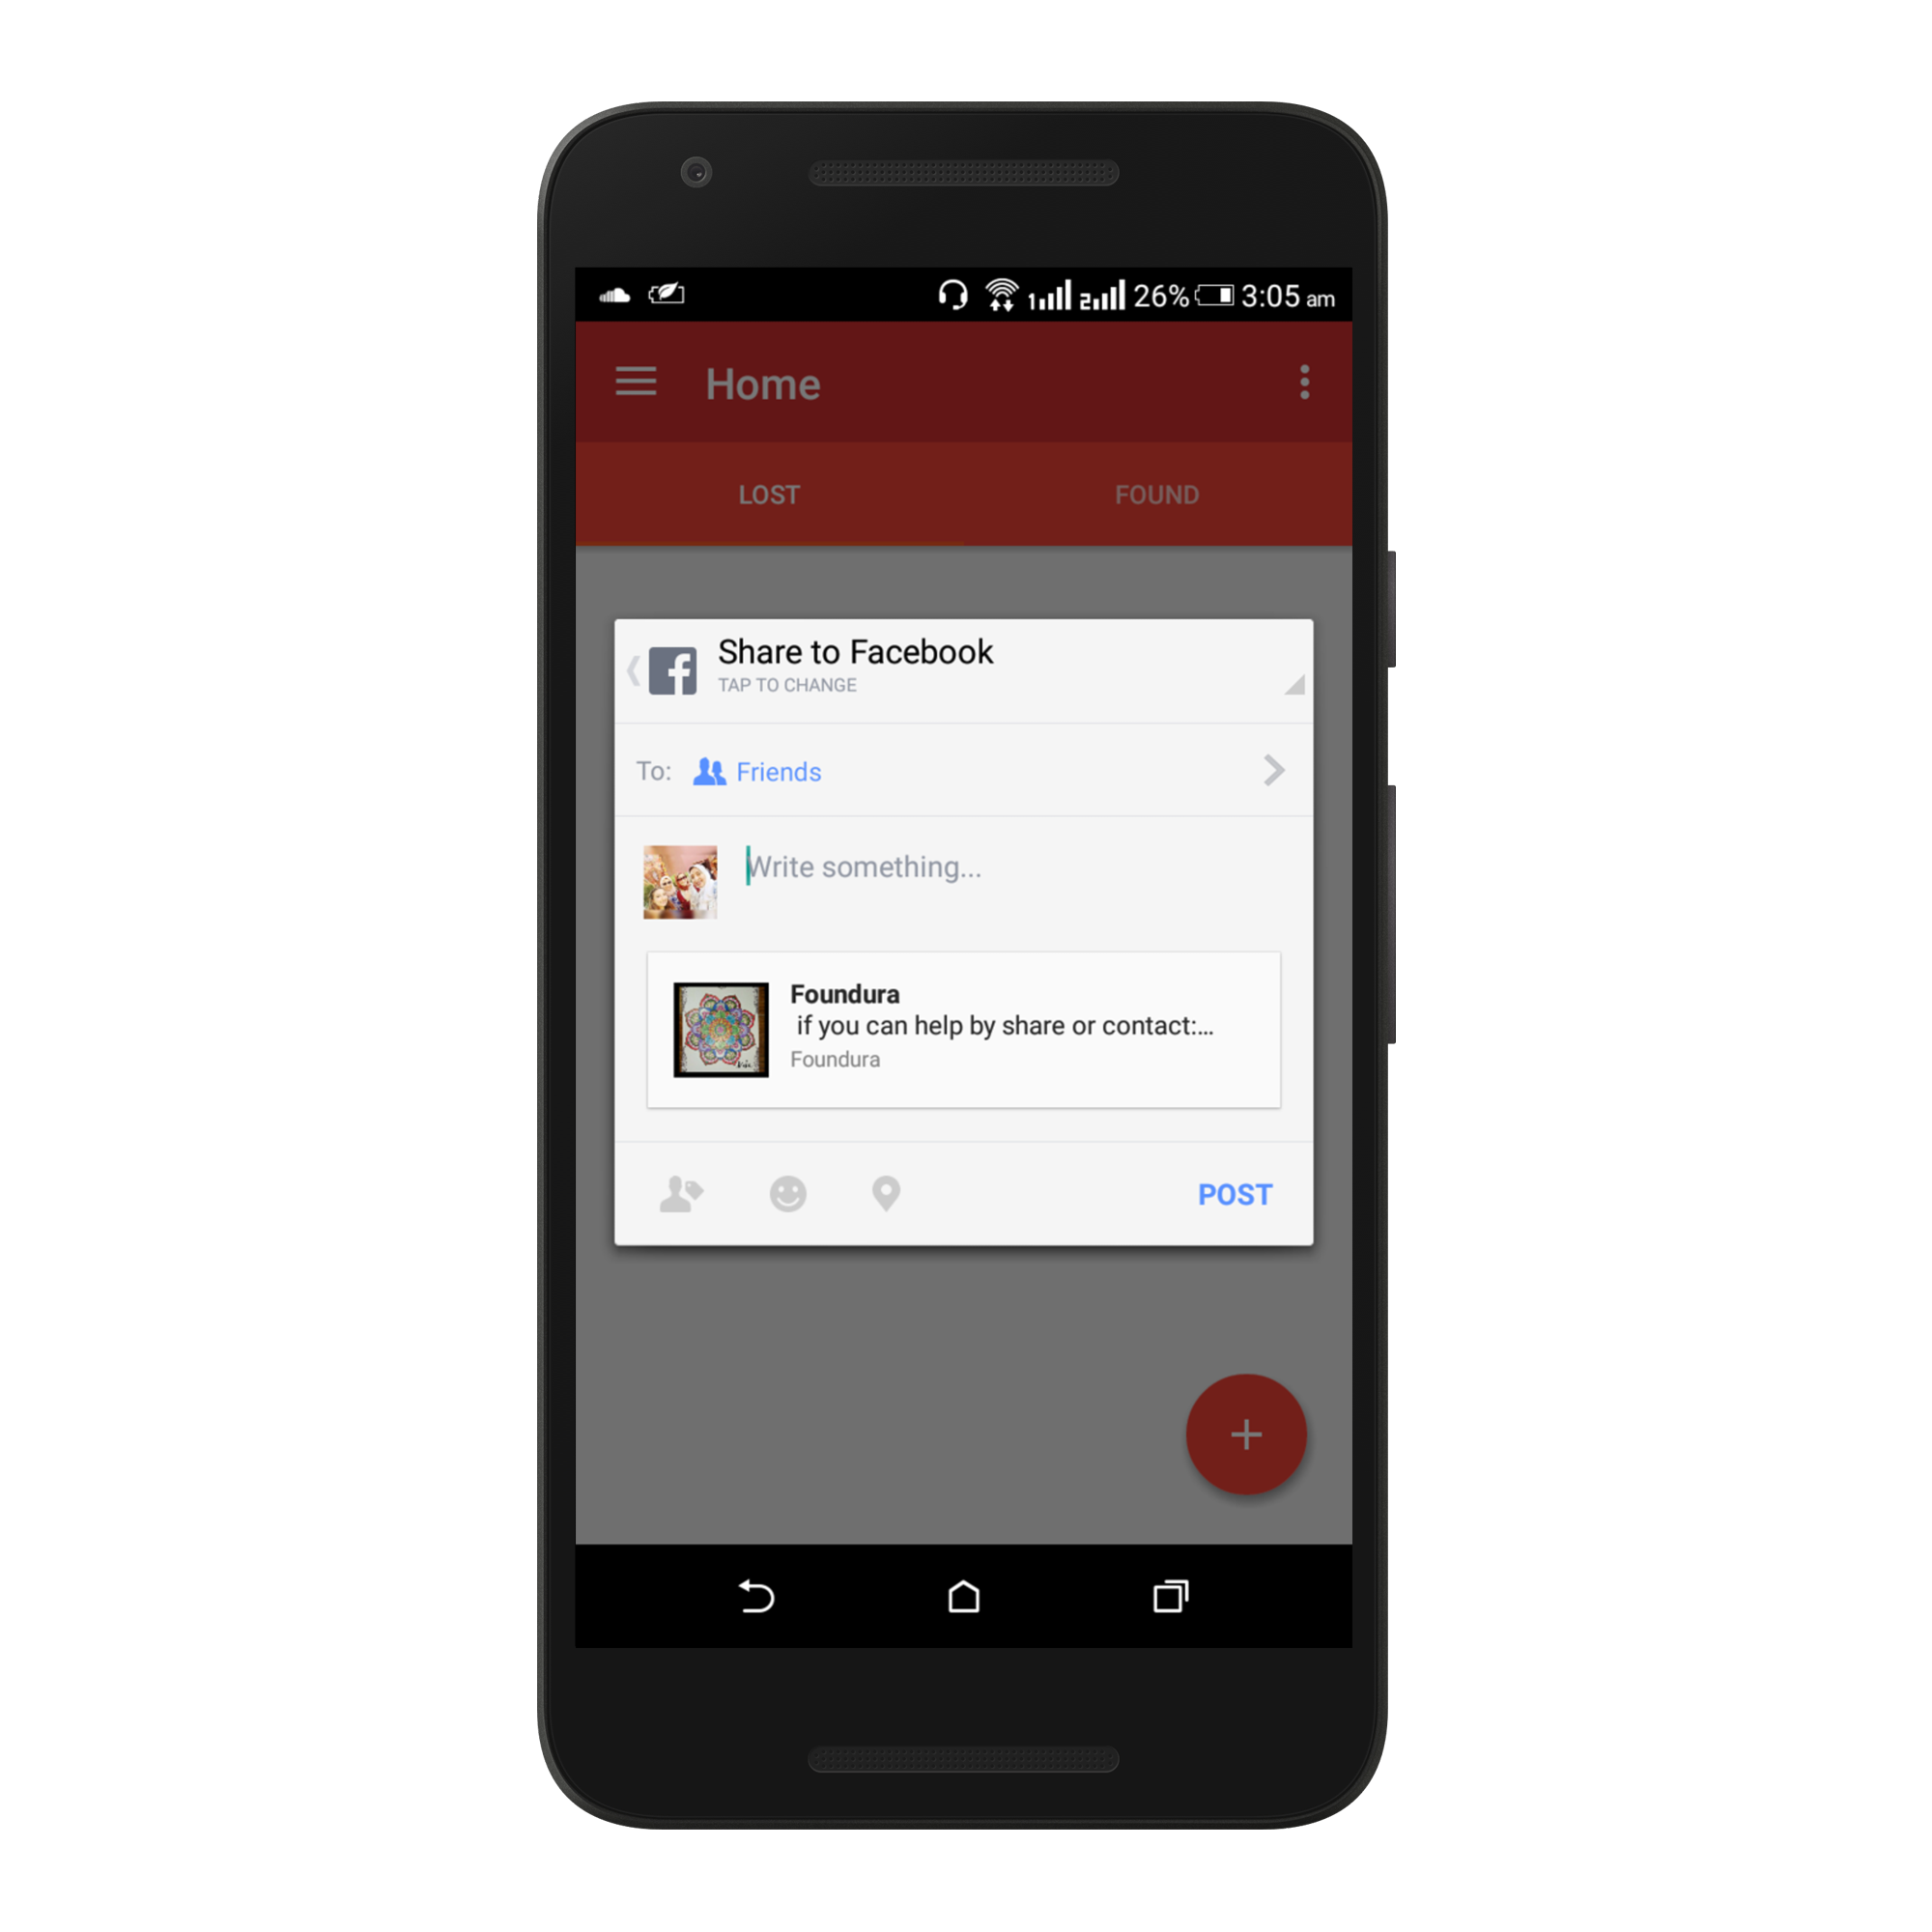 1 2 26% 3:05 am
Home
LOST FOUND
Share to Facebook
TAP TO CHANGE
To: Friends
Write something...
Foundura
if you can help by share or contact:...
Foundura
POST